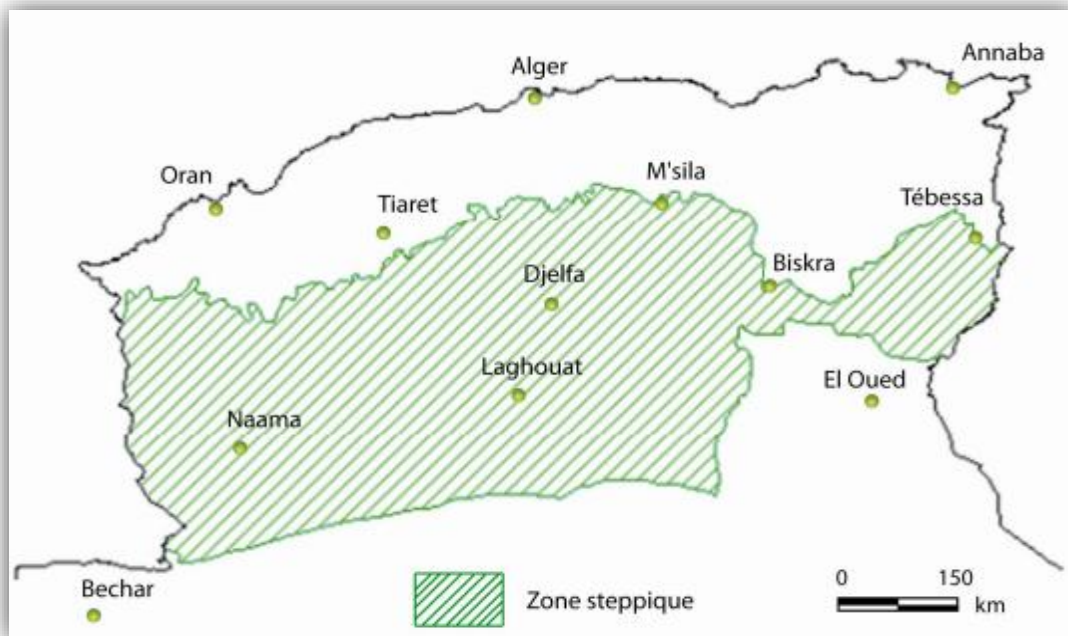 Annaba
Alger
M'sila
Oran
Tébessa
Tiaret
Biskra
Djelfa
Laghouat
El Oued
Naama
Bechar
Zone steppique
0 150
km